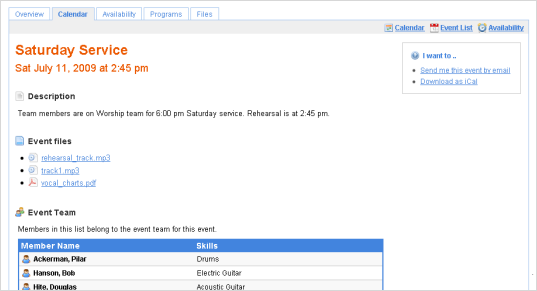 Overview Calendar Availability Programs Files
Calendar Event List Availability
Saturday Service
Sat July 11, 2009 at 2:45 pm
I want to ..
Send me this event by email
Download as iCal
Description
Team members are on Worship team for 6:00 pm Saturday service. Rehearsal is at 2:45 pm.
Event files
rehearsal_track.mp3
track1.mp3
vocal_charts.pdf
Event Team
Members in this list belong to the event team for this event.
Member Name Skills
Ackerman, Pilar Drums
Hanson, Bob Electric Guitar
Hite, Douglas Acoustic Guitar